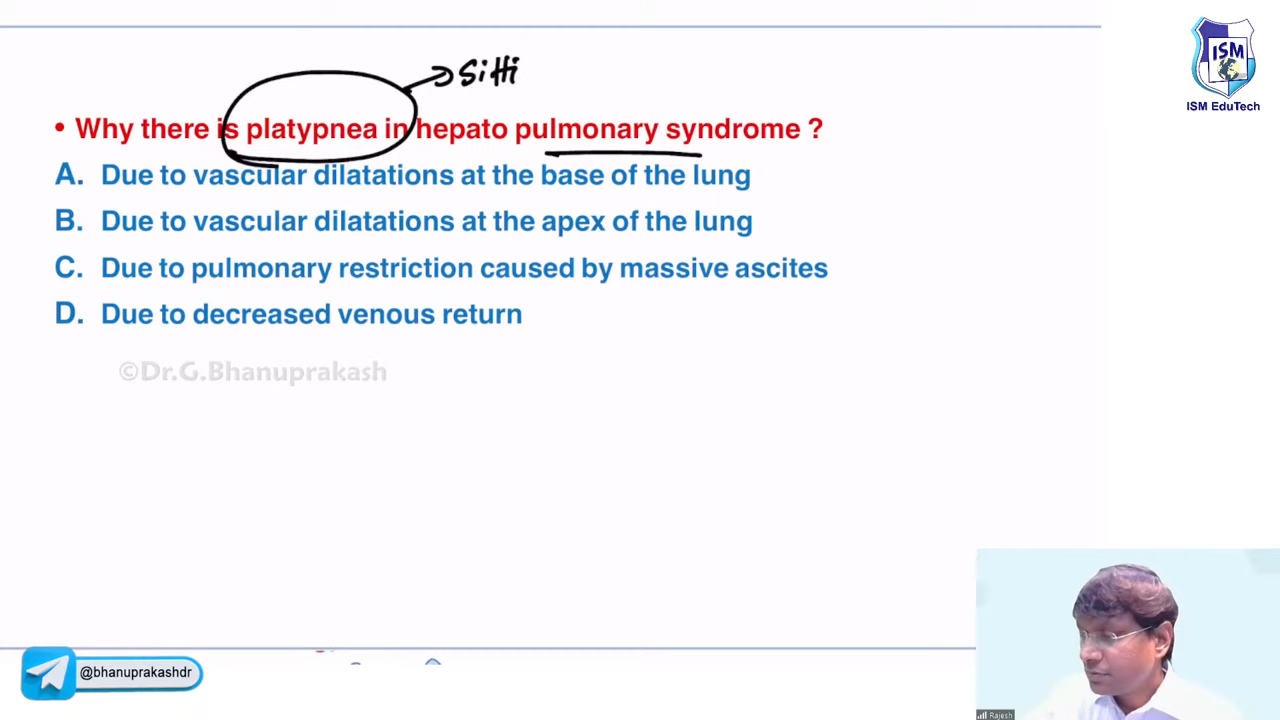 ISM
ISM EduTech
• Why there is platypnea in hepato pulmonary syndrome ?
A. Due to vascular dilatations at the base of the lung
B. Due to vascular dilatations at the apex of the lung
C. Due to pulmonary restriction caused by massive ascites
D. Due to decreased venous return
©Dr.G.Bhanuprakash
@bhanuprakashdr
Rajesh